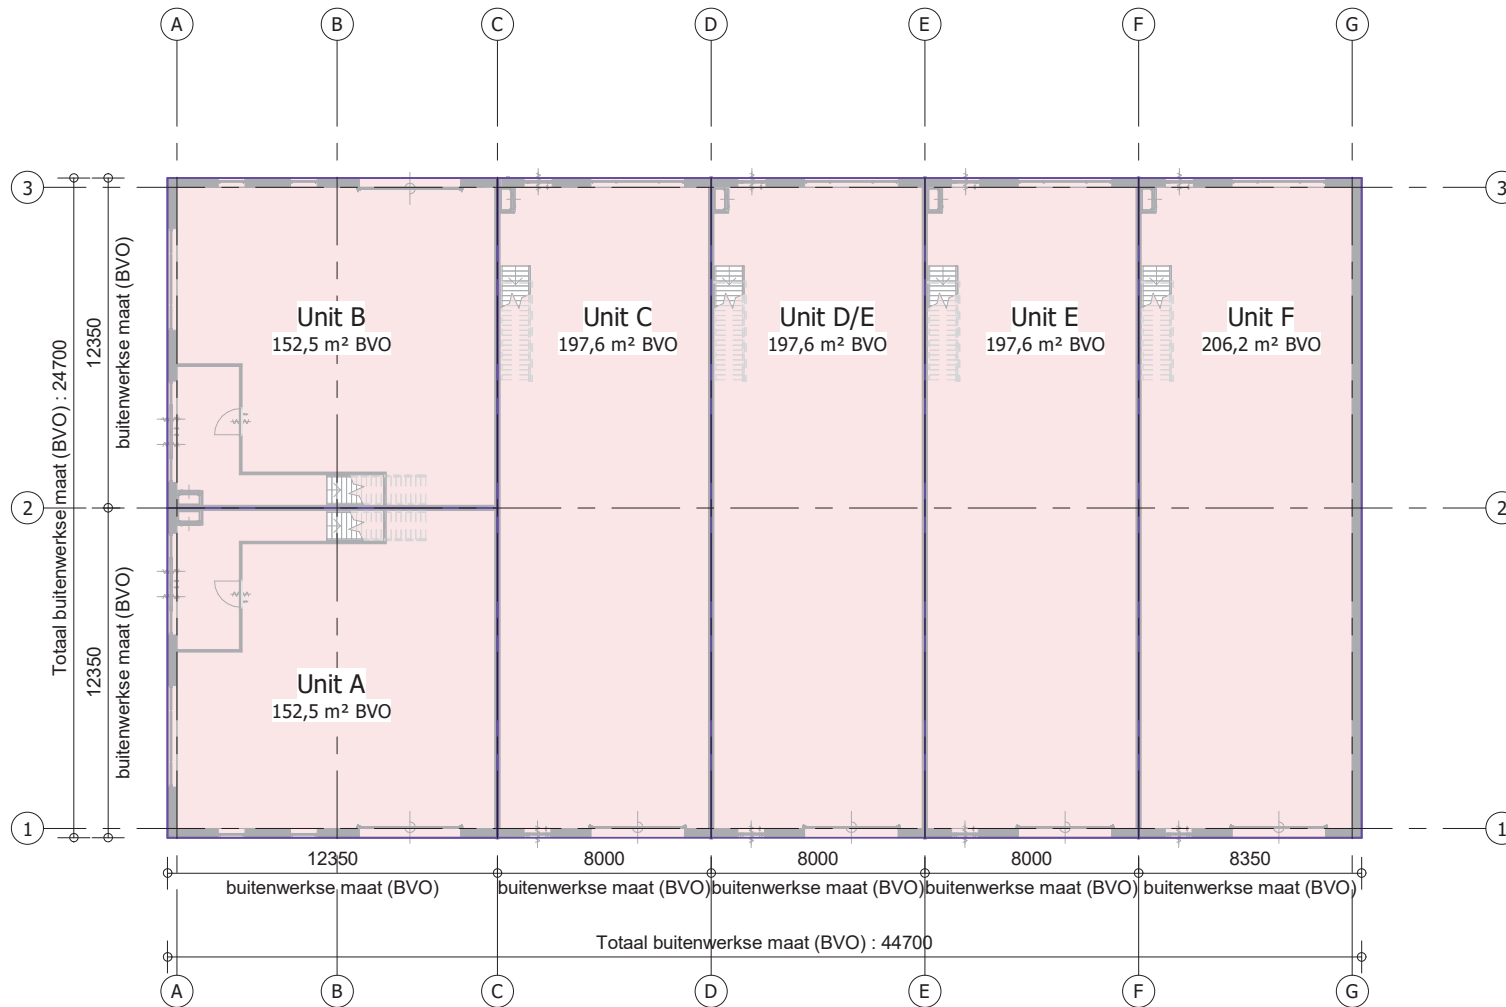 A B C D E F G
3 3
Unit B
152,5 m² BVO
Unit C
197,6 m² BVO
Unit D/E
197,6 m² BVO
Unit E
197,6 m² BVO
Unit F
206,2 m² BVO
12350
buitenwerkse maat (BVO)
Totaal buitenwerkse maat (BVO) : 24700
2 2
12350
buitenwerkse maat (BVO)
Unit A
152,5 m² BVO
1 1
12350 8000 8000 8000 8350
buitenwerkse maat (BVO) buitenwerkse maat (BVO) buitenwerkse maat (BVO) buitenwerkse maat (BVO) buitenwerkse maat (BVO)
Totaal buitenwerkse maat (BVO) : 44700
A B C D E F G